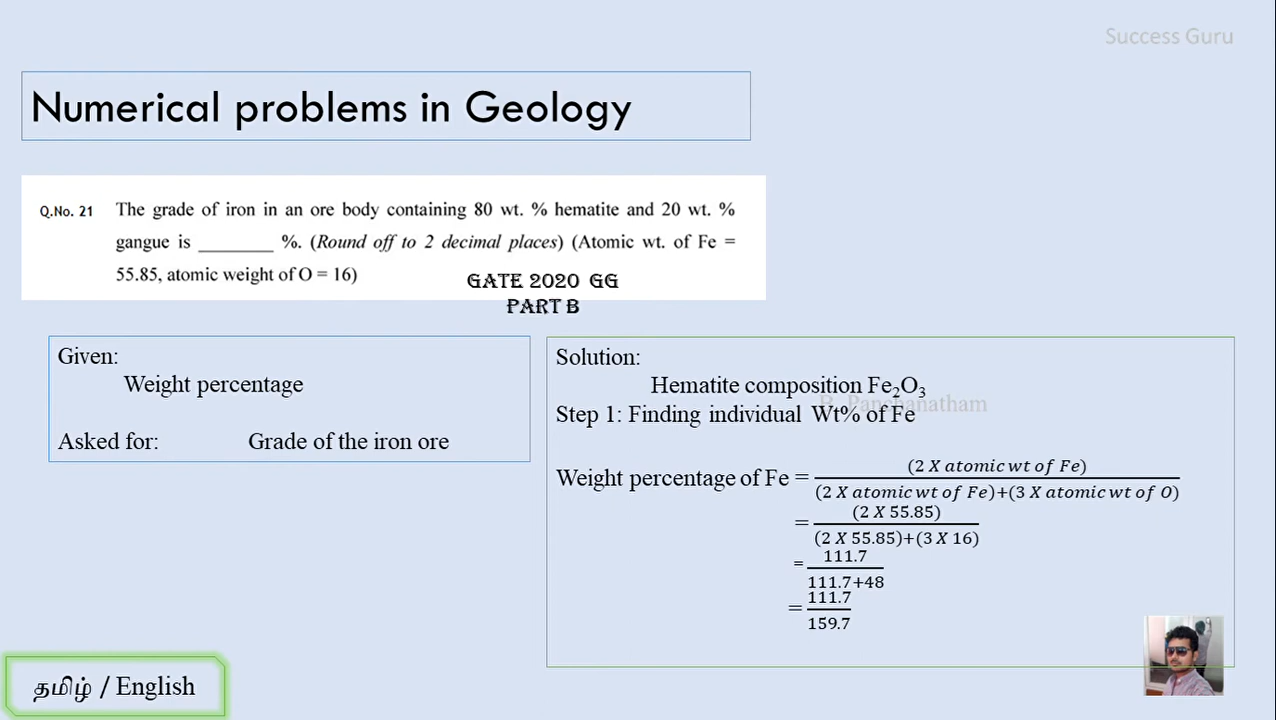 Success Guru
Numerical problems in Geology
Q.No. 21 The grade of iron in an ore body containing 80 wt. % hematite and 20 wt. %
gangue is ________ %. (Round off to 2 decimal places) (Atomic wt. of Fe =
55.85, atomic weight of O = 16)
GATE 2020 GG
PART B
Given:
Weight percentage
Asked for: Grade of the iron ore
Solution:
Hematite composition Fe₂O₃
B. Panchanatham
Step 1: Finding individual Wt% of Fe
Weight percentage of Fe = (2 X atomic wt of Fe)
(2 X atomic wt of Fe)+(3 X atomic wt of O)
= (2 X 55.85)
(2 X 55.85)+(3 X 16)
= 111.7
111.7+48
= 111.7
159.7
தமிழ் / English